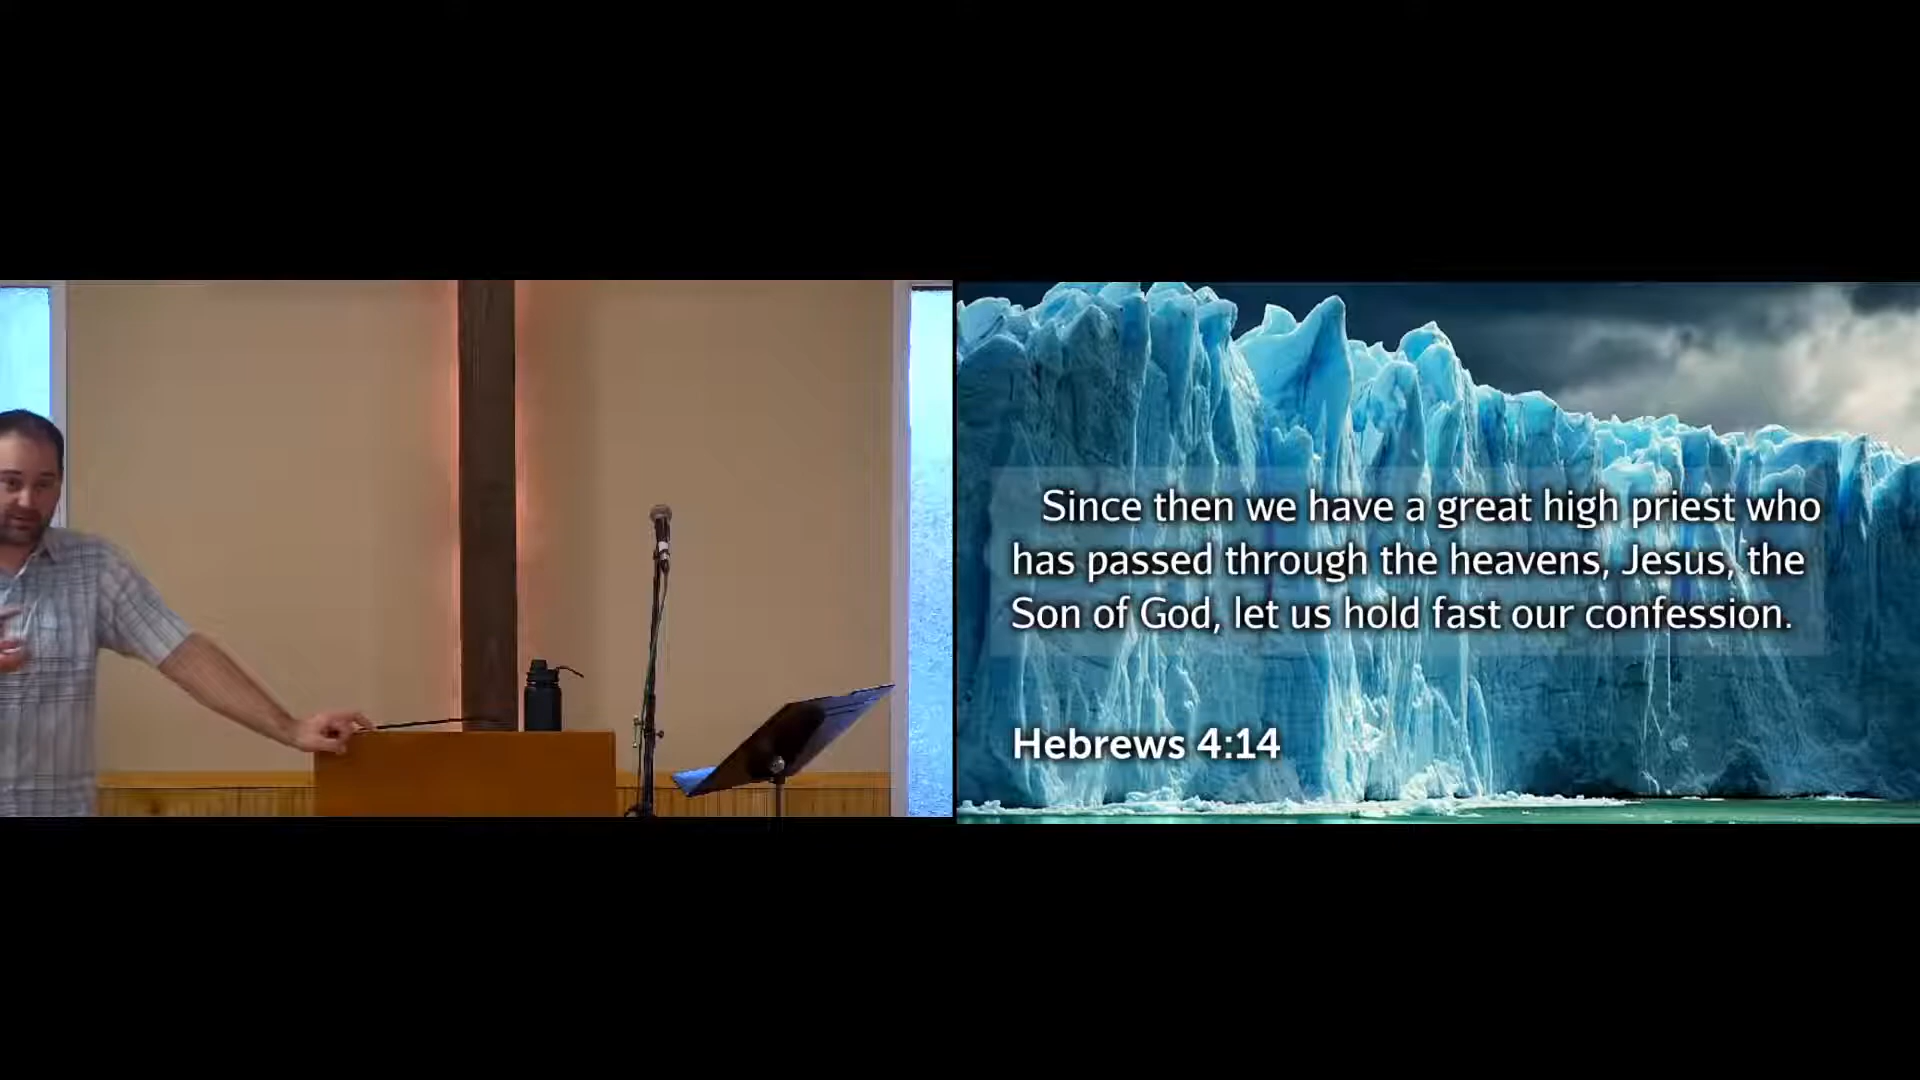 Since then we have a great high priest who
has passed through the heavens, Jesus, the
Son of God, let us hold fast our confession.
Hebrews 4:14